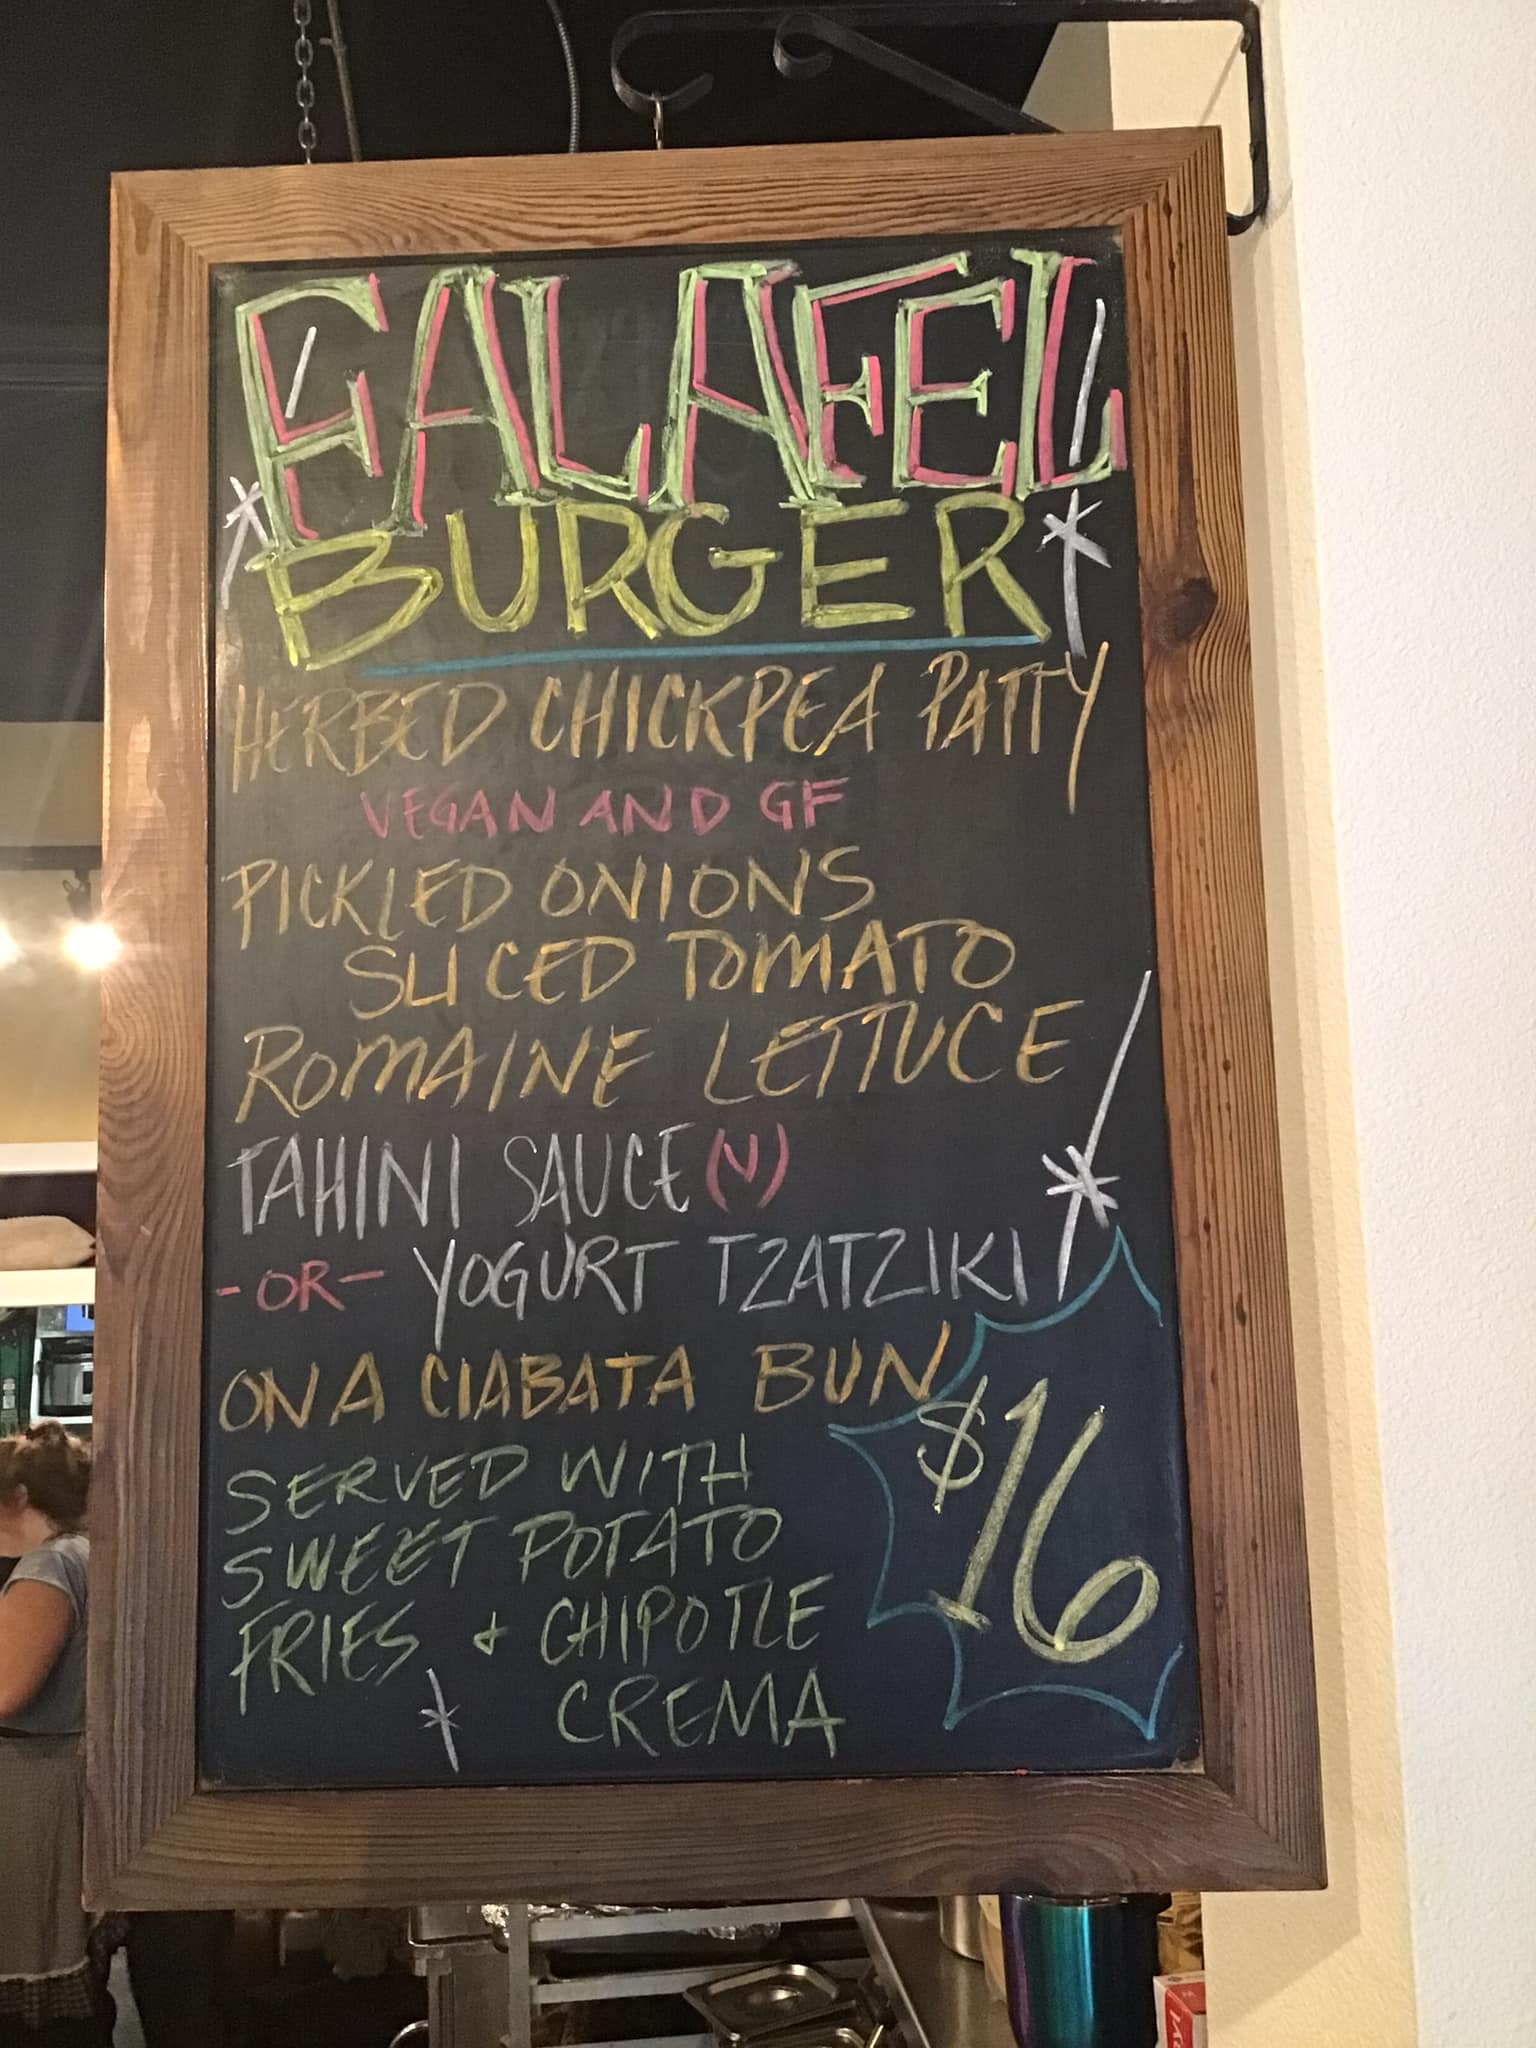 FALAFEL
BURGER
HERBED CHICKPEA PATTY
VEGAN AND GF
PICKLED ONIONS
SLICED TOMATO
ROMAINE LETTUCE
TAHINI SAUCE (V)
-OR- YOGURT TZATZIKI
ON A CIABATA BUN
SERVED WITH
SWEET POTATO
FRIES + CHIPOTLE
CREMA
$16